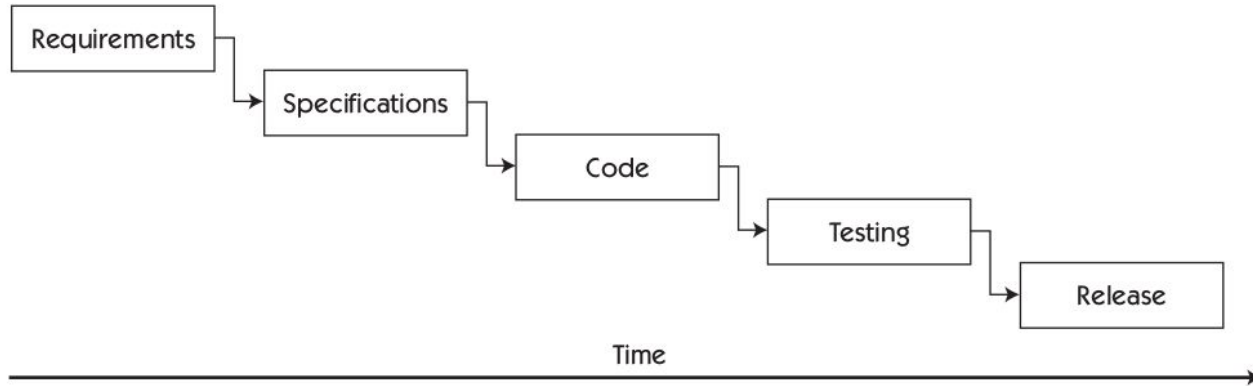 Requirements
Specifications
Code
Testing
Release
Time